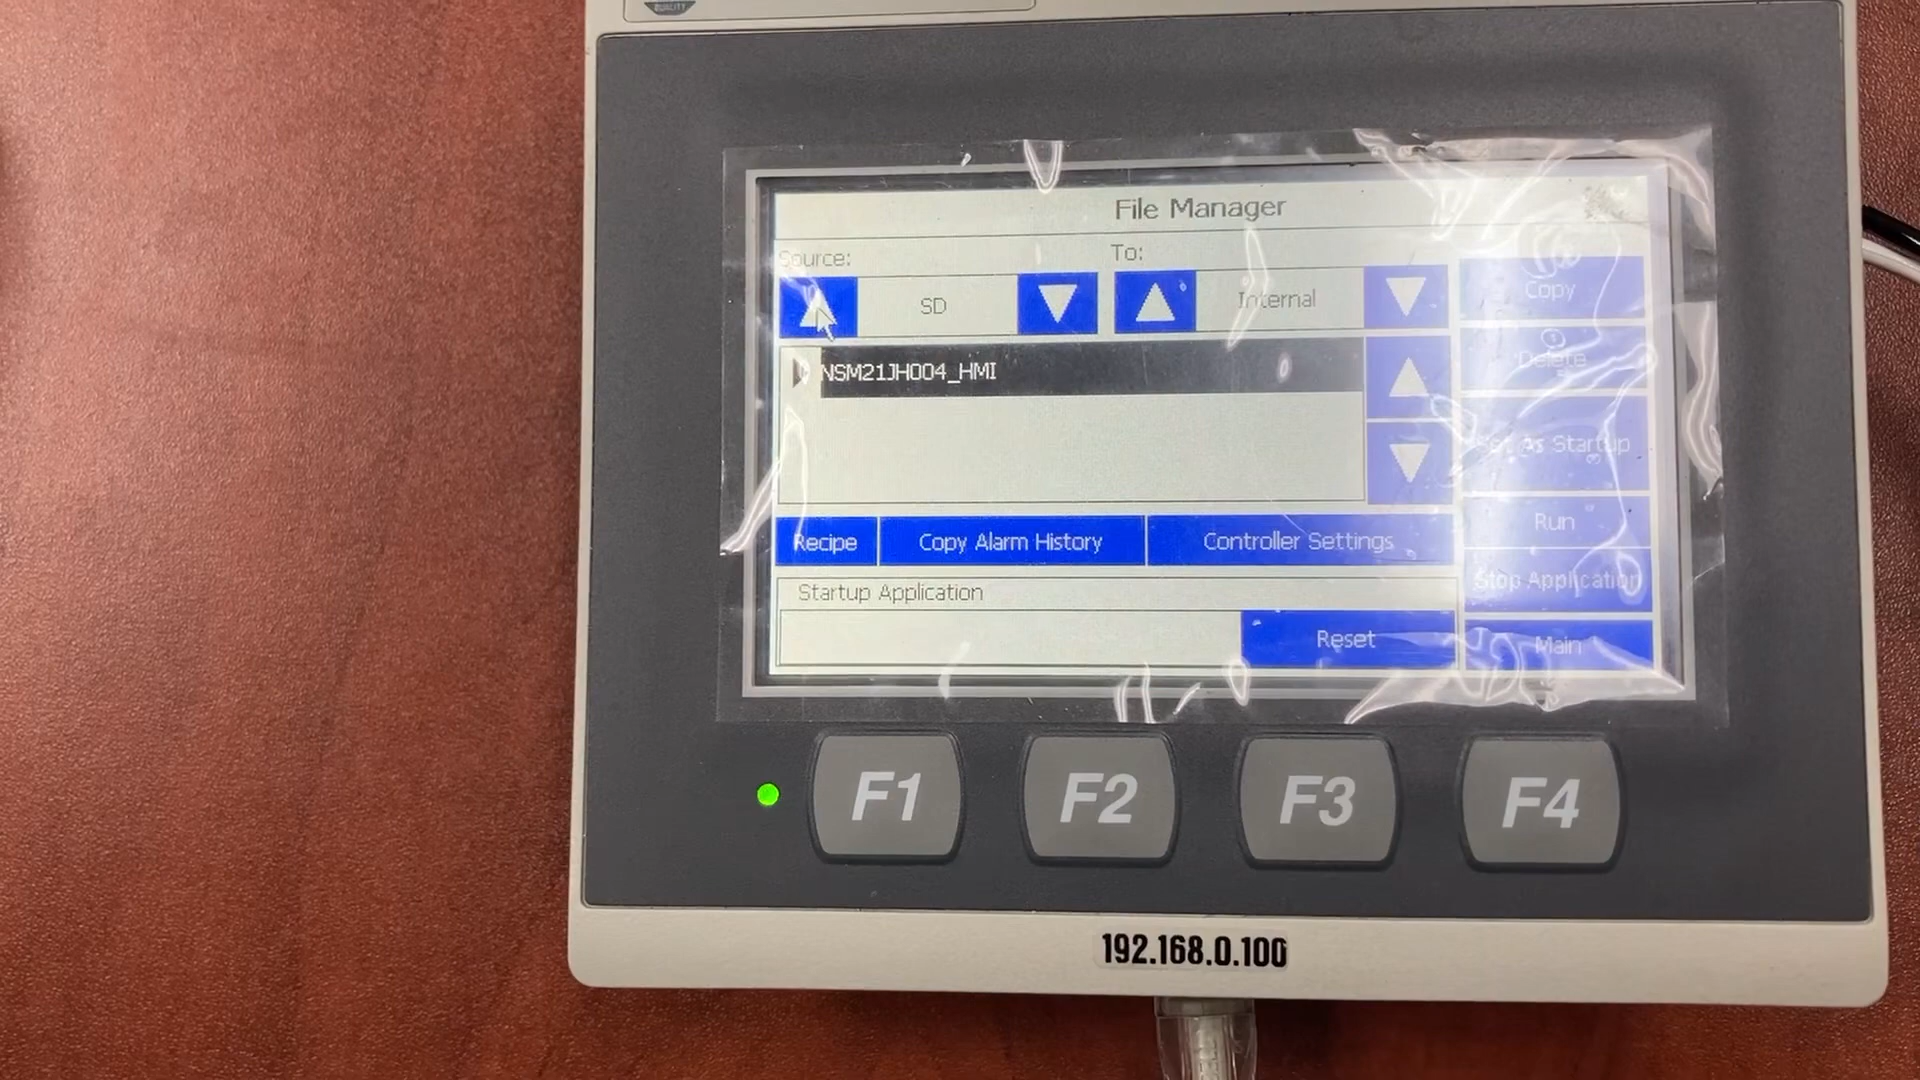 QUALITY
File Manager
Source:
To:
SD
Internal
Copy
NSM21JH004_HMI
Delete
Set As Startup
Recipe
Copy Alarm History
Controller Settings
Run
Startup Application
Stop Application
Reset
Main
F1
F2
F3
F4
192.168.0.100